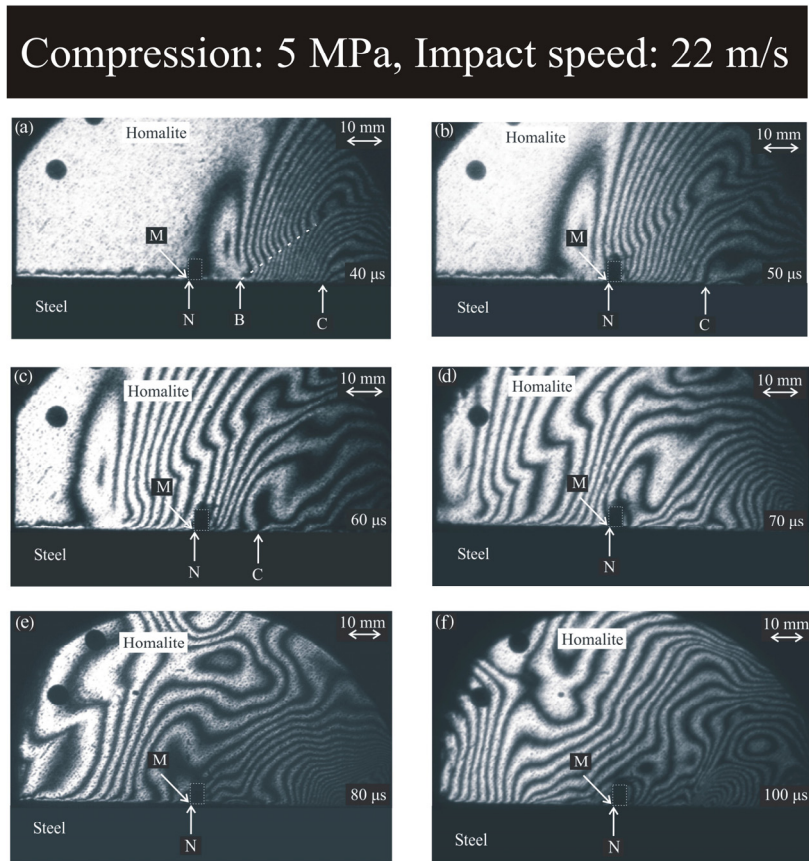 Compression: 5 MPa, Impact speed: 22 m/s
(a) Homalite 10 mm
M
40 μs
Steel
N B C
(b) Homalite 10 mm
M
50 μs
Steel
N C
(c) Homalite 10 mm
M
60 μs
Steel
N C
(d) Homalite 10 mm
M
70 μs
Steel
N
(e) Homalite 10 mm
M
80 μs
Steel
N
(f) Homalite 10 mm
M
100 μs
Steel
N